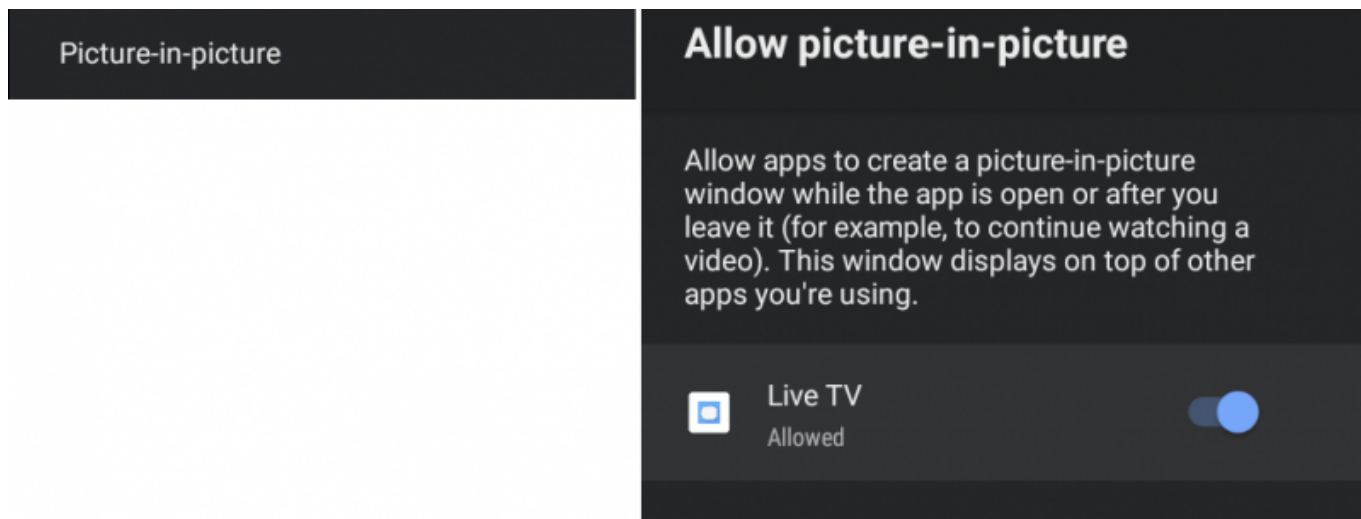 Picture-in-picture
Allow picture-in-picture
Allow apps to create a picture-in-picture
window while the app is open or after you
leave it (for example, to continue watching a
video). This window displays on top of other
apps you're using.
Live TV
Allowed